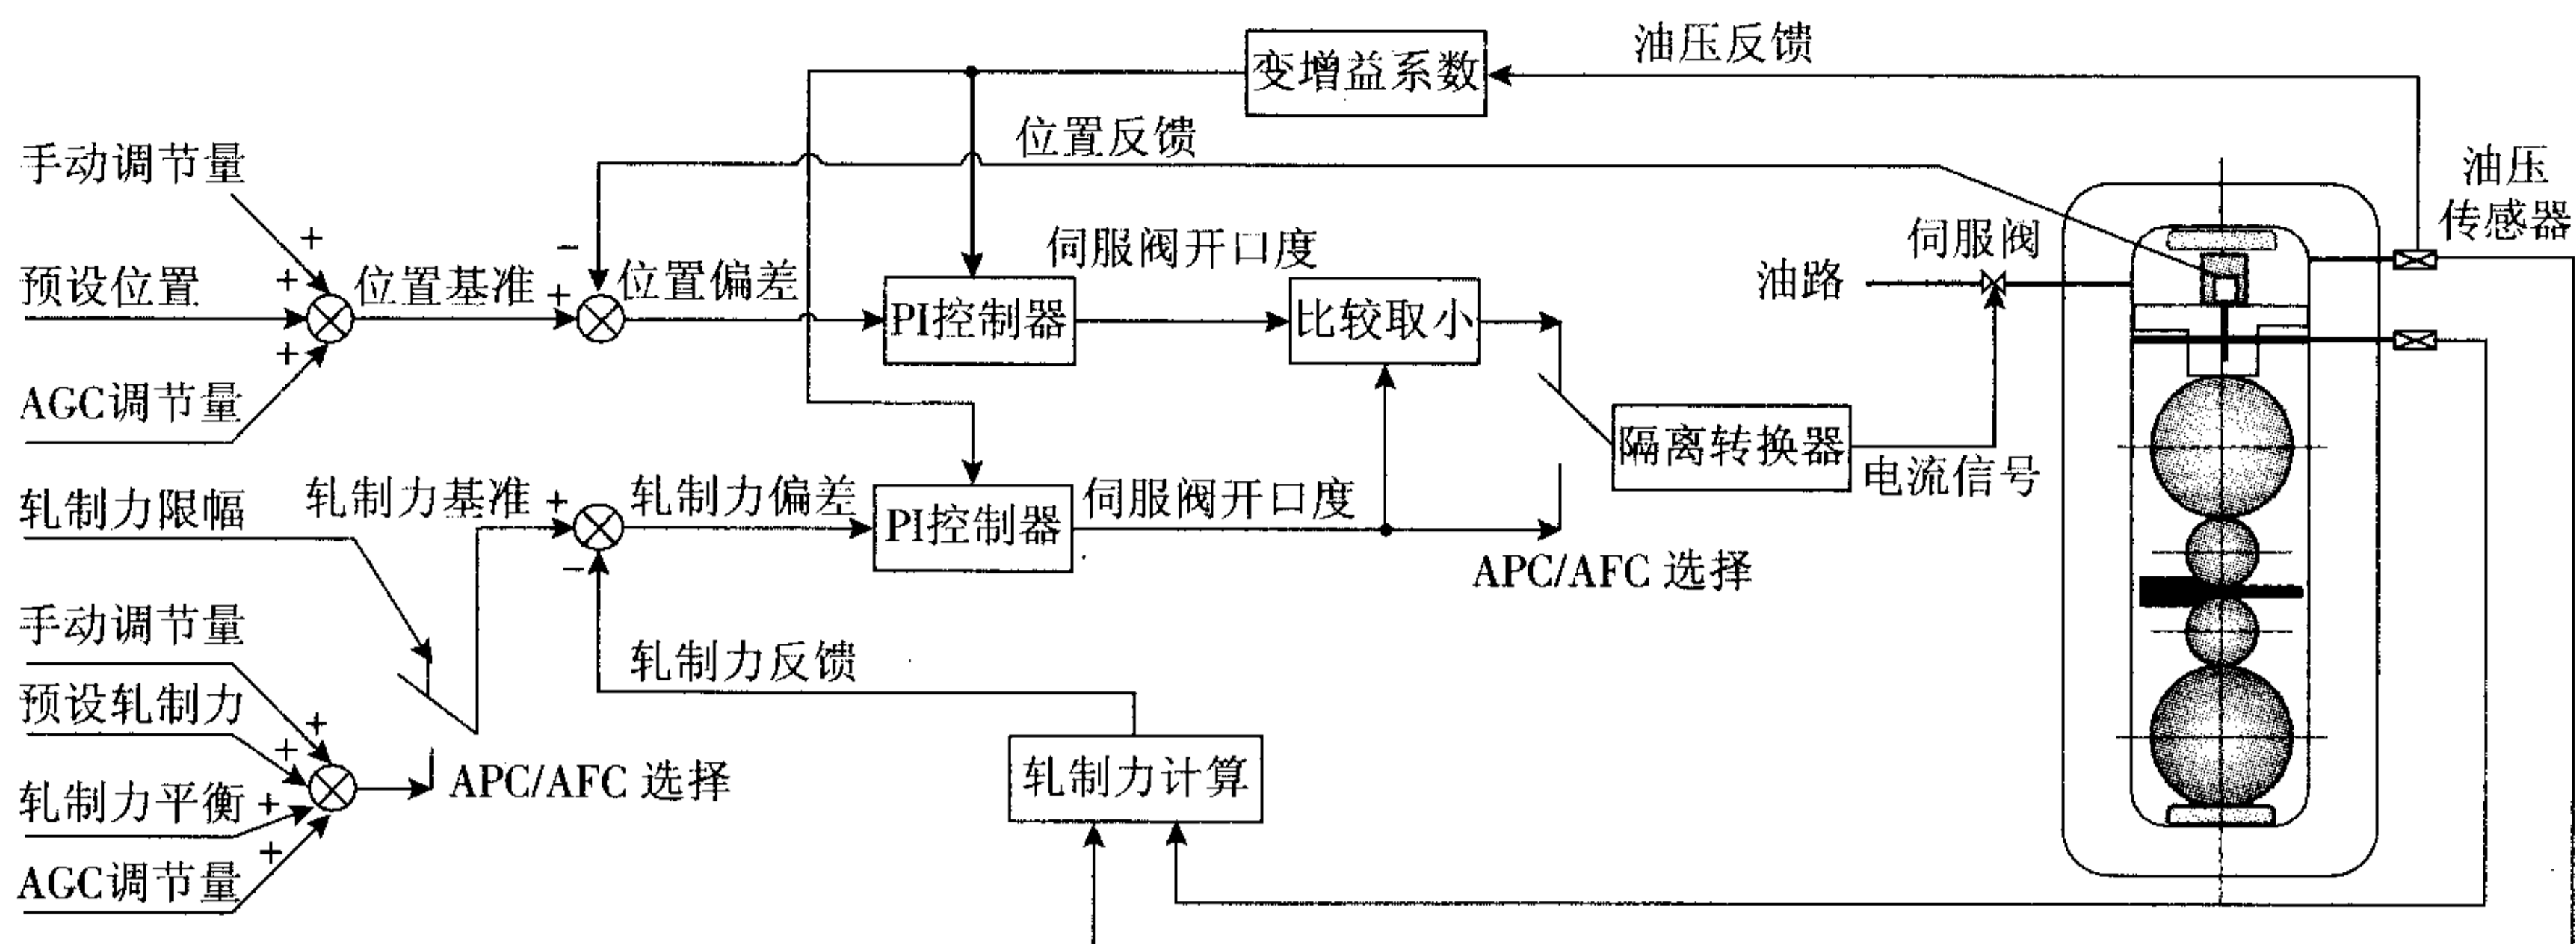 变增益系数
油压反馈
位置反馈
手动调节量
+
+
预设位置
+
AGC调节量
位置基准
+
−
位置偏差
伺服阀开口度
PI控制器
比较取小
油路
伺服阀
油压
传感器
隔离转换器
电流信号
轧制力限幅
轧制力基准
+
−
轧制力偏差
PI控制器
伺服阀开口度
APC/AFC 选择
手动调节量
+
预设轧制力
+
轧制力平衡
+
AGC调节量
+
APC/AFC 选择
轧制力反馈
轧制力计算